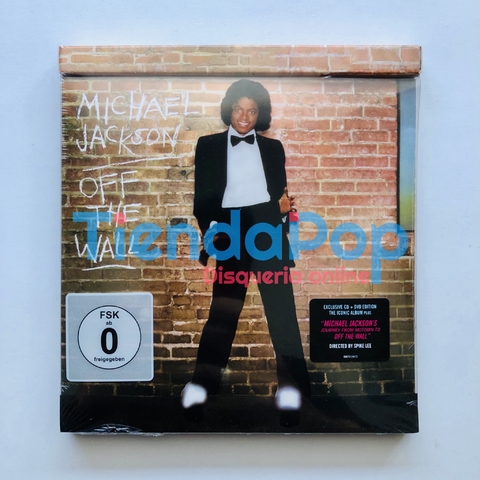 MICHAEL
JACKSON
OFF
THE
WALL
TiendaPop
Disqueria online
FSK
ab
0
freigegeben
EXCLUSIVE CD + DVD EDITION
THE ICONIC ALBUM PLUS
"MICHAEL JACKSON'S
JOURNEY FROM MOTOWN TO
OFF THE WALL"
DIRECTED BY SPIKE LEE